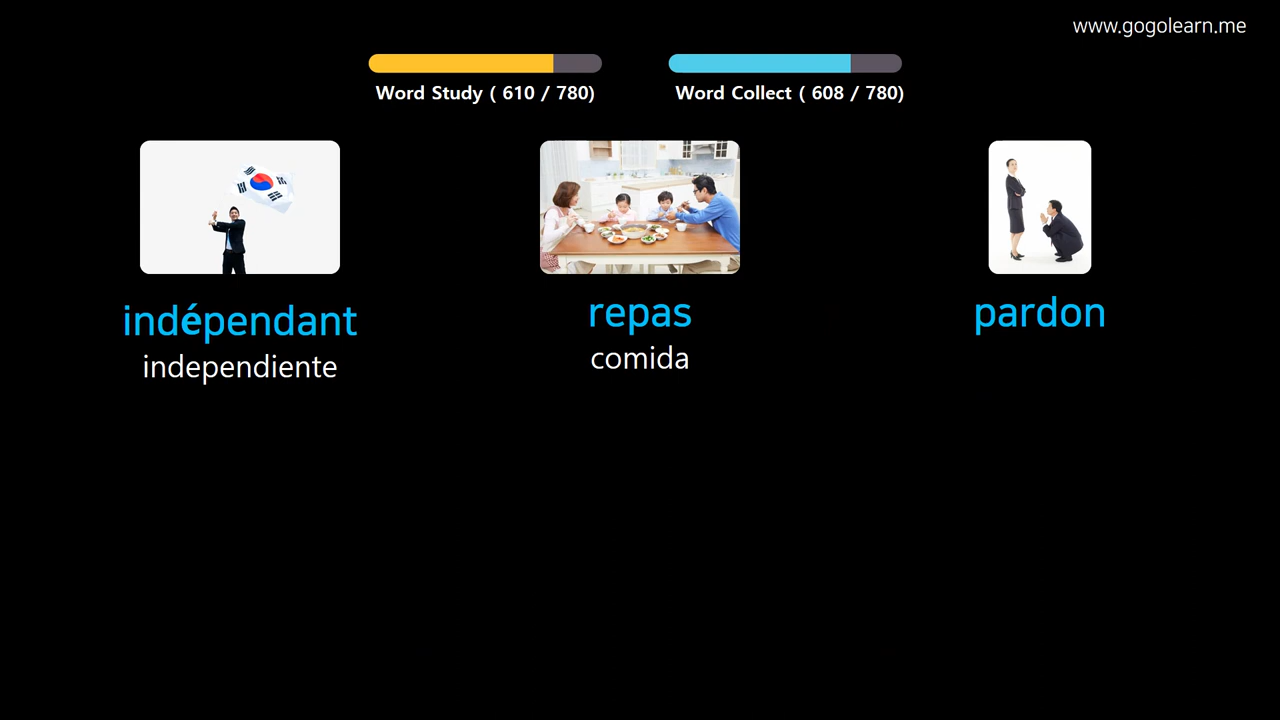 www.gogolearn.me
Word Study ( 610 / 780)
Word Collect ( 608 / 780)
indépendant
independiente
repas
comida
pardon